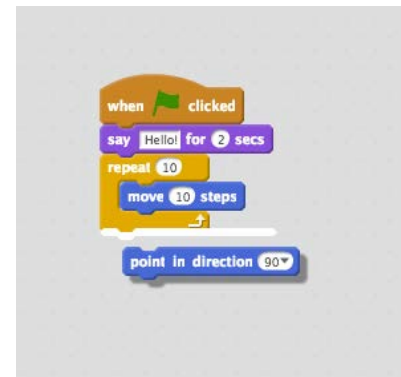 when clicked
say Hello! for 2 secs
repeat 10
move 10 steps
point in direction 90